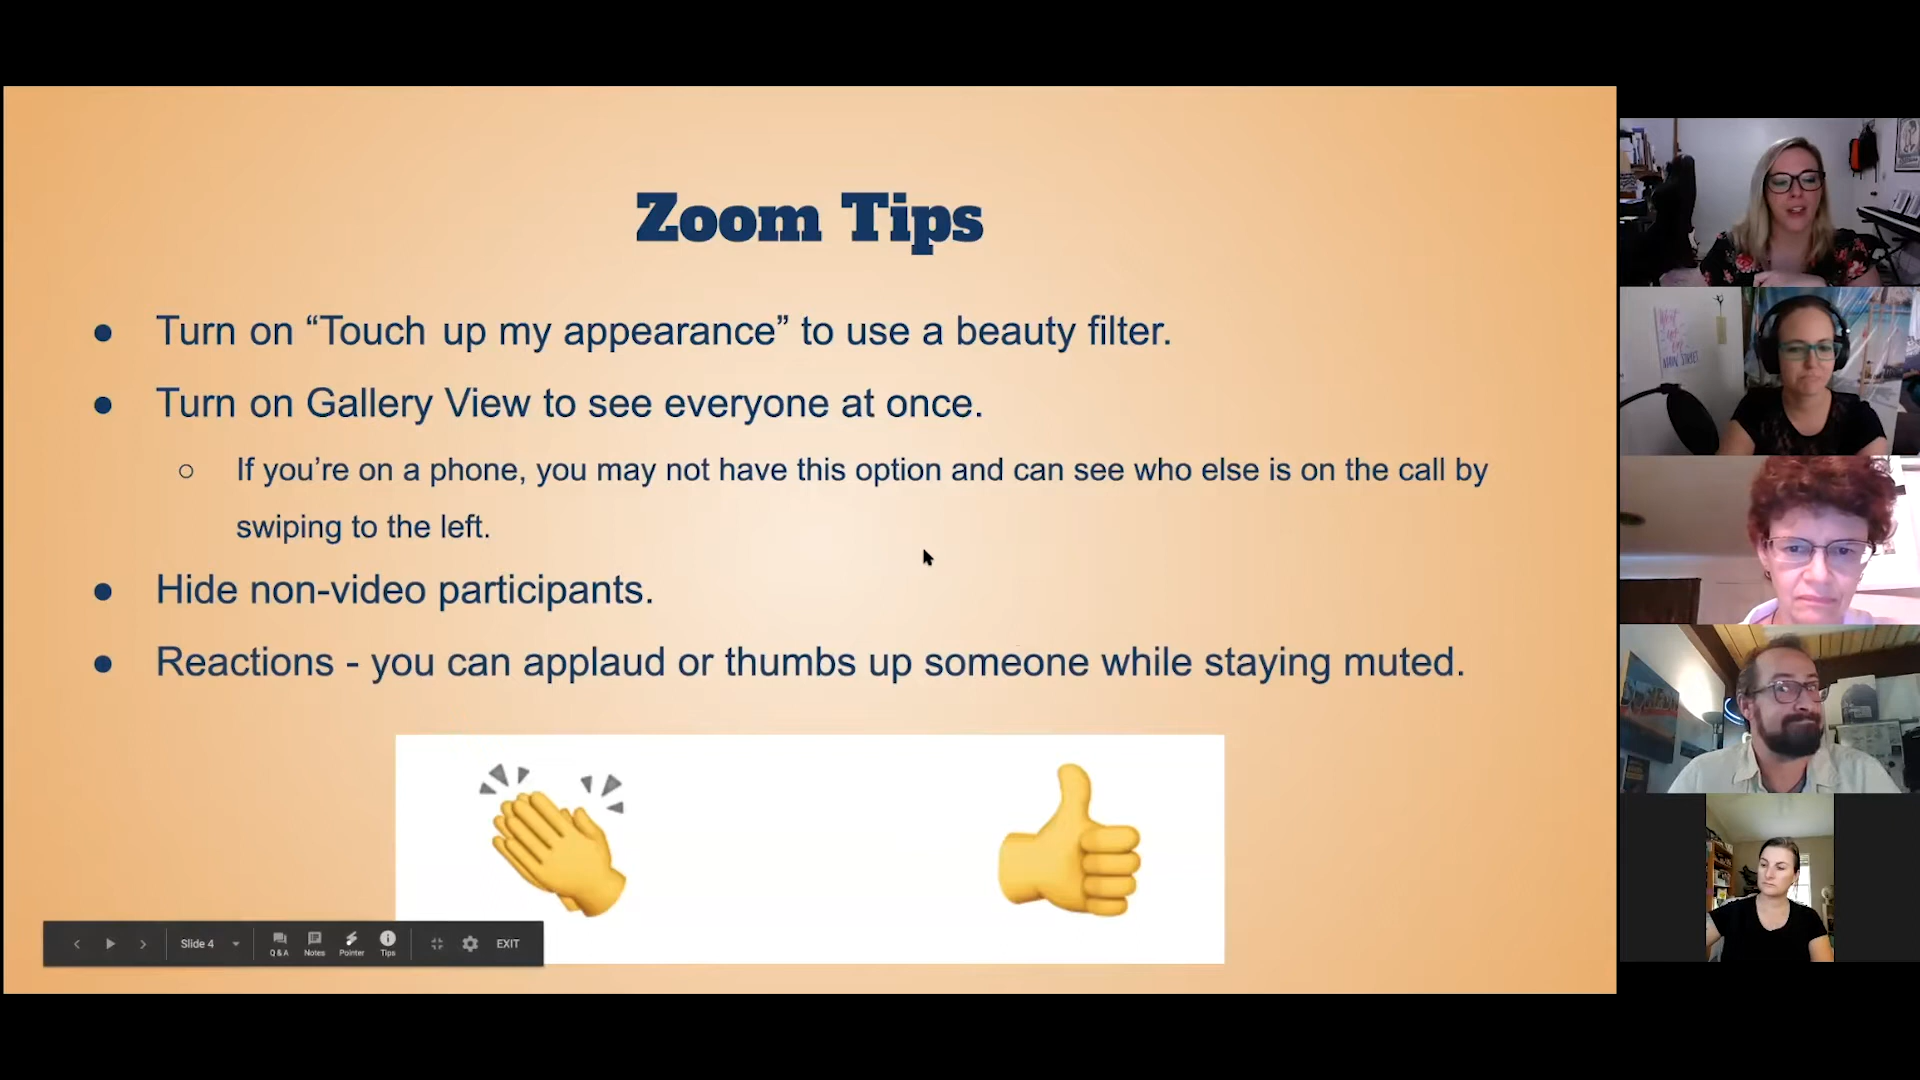 Zoom Tips
● Turn on “Touch up my appearance” to use a beauty filter.
● Turn on Gallery View to see everyone at once.
○ If you’re on a phone, you may not have this option and can see who else is on the call by
swiping to the left.
● Hide non-video participants.
● Reactions - you can applaud or thumbs up someone while staying muted.
Slide 4
Q & A
Notes
Pointer
Tips
EXIT